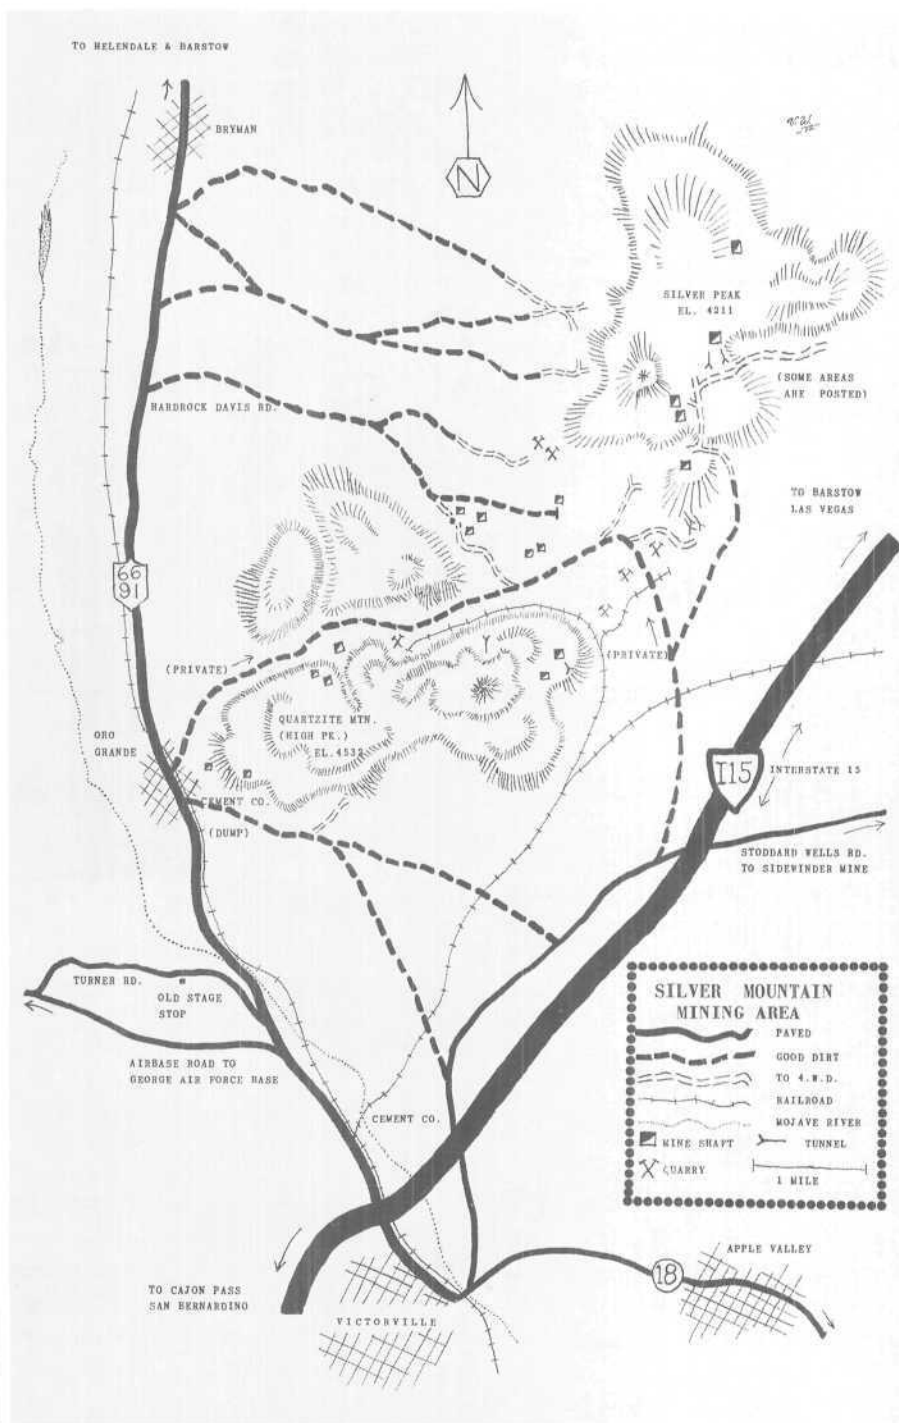 TO HELENDALE & BARSTOW
BRYMAN
N
SILVER PEAK
EL. 4211
(SOME AREAS
ARE POSTED)
HARDROCK DAVIS RD.
TO BARSTOW
LAS VEGAS
66
91
(PRIVATE)
(PRIVATE)
QUARTZITE MTN.
(HIGH PK.)
EL. 4532
ORO
GRANDE
I15
INTERSTATE 15
CEMENT CO.
(DUMP)
STODDARD WELLS RD.
TO SIDEWINDER MINE
TURNER RD.
OLD STAGE
STOP
AIRBASE ROAD TO
GEORGE AIR FORCE BASE
CEMENT CO.
SILVER MOUNTAIN
MINING AREA
PAVED
GOOD DIRT
TO 4.W.D.
RAILROAD
MOJAVE RIVER
MINE SHAFT
TUNNEL
QUARRY
1 MILE
APPLE VALLEY
18
TO CAJON PASS
SAN BERNARDINO
VICTORVILLE